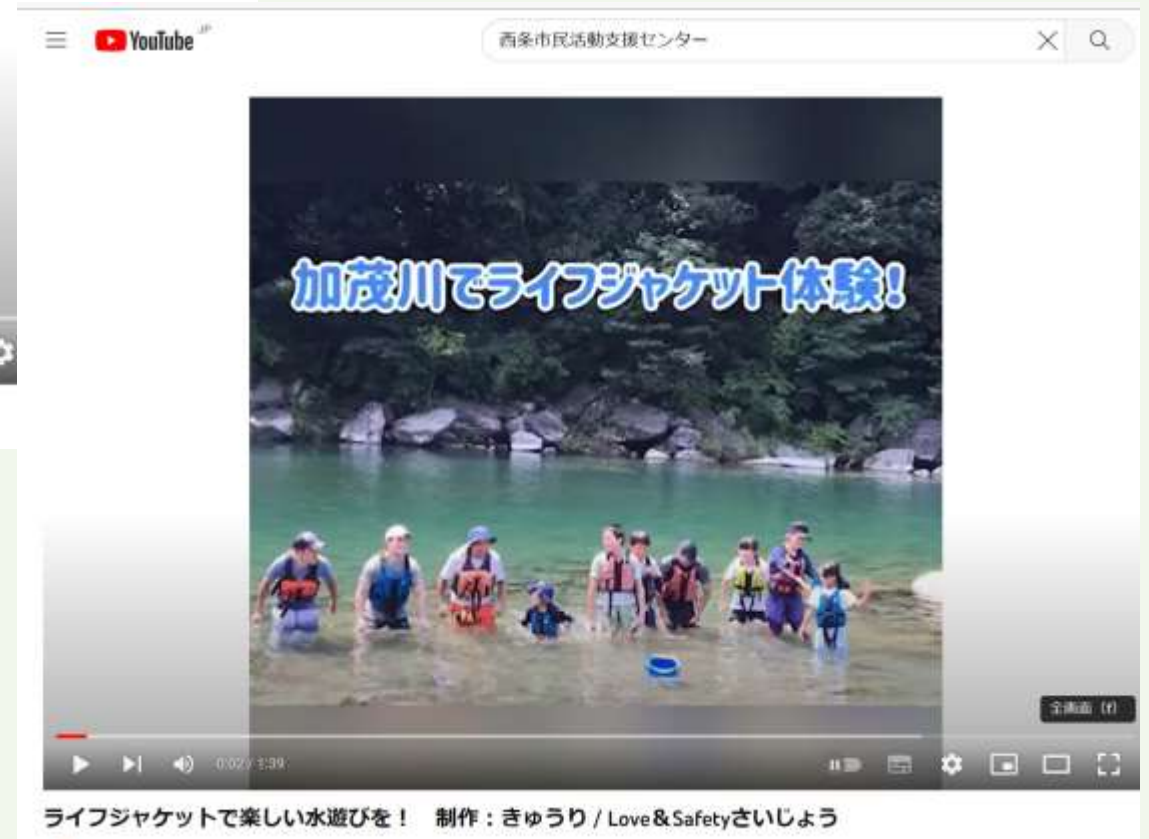 YouTube JP
西条市民活動支援センター
加茂川でライフジャケット体験!
全画面 (f)
0:02 / 1:39
ライフジャケットで楽しい水遊びを! 制作:きゅうり / Love&Safetyさいじょう